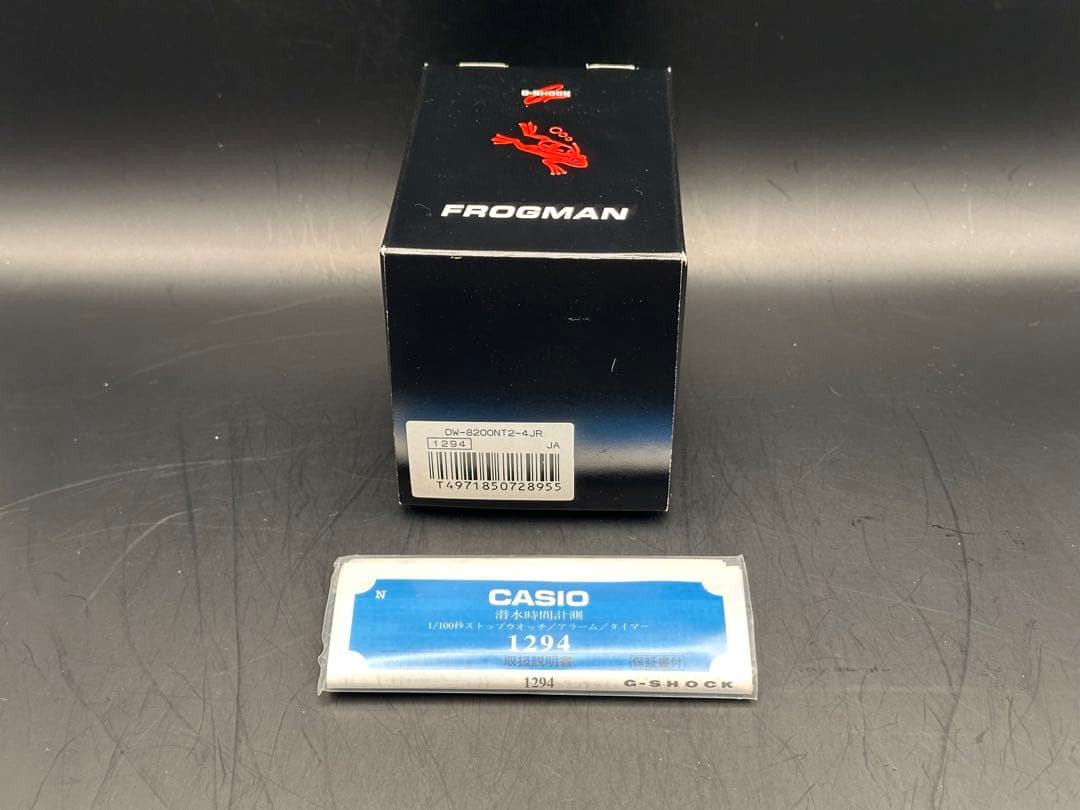 G-SHOCK
FROGMAN
DW-8200NT2-4JR
1294 JA
T4971850728955
N
CASIO
潜水時間計測
1/100秒ストップウオッチ/アラーム/タイマー
1294
取扱説明書 保証書付
1294 G-SHOCK